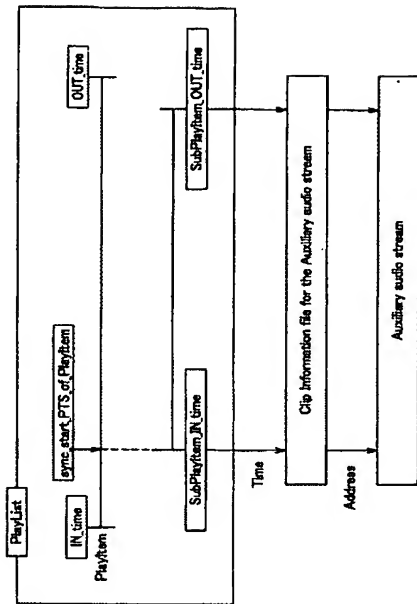 PlayList
IN_time
sync_start_PTS_of_PlayItem
OUT_time
PlayItem
SubPlayItem_IN_time
SubPlayItem_OUT_time
Time
Clip Information file for the Auxiliary audio stream
Address
Auxiliary audio stream